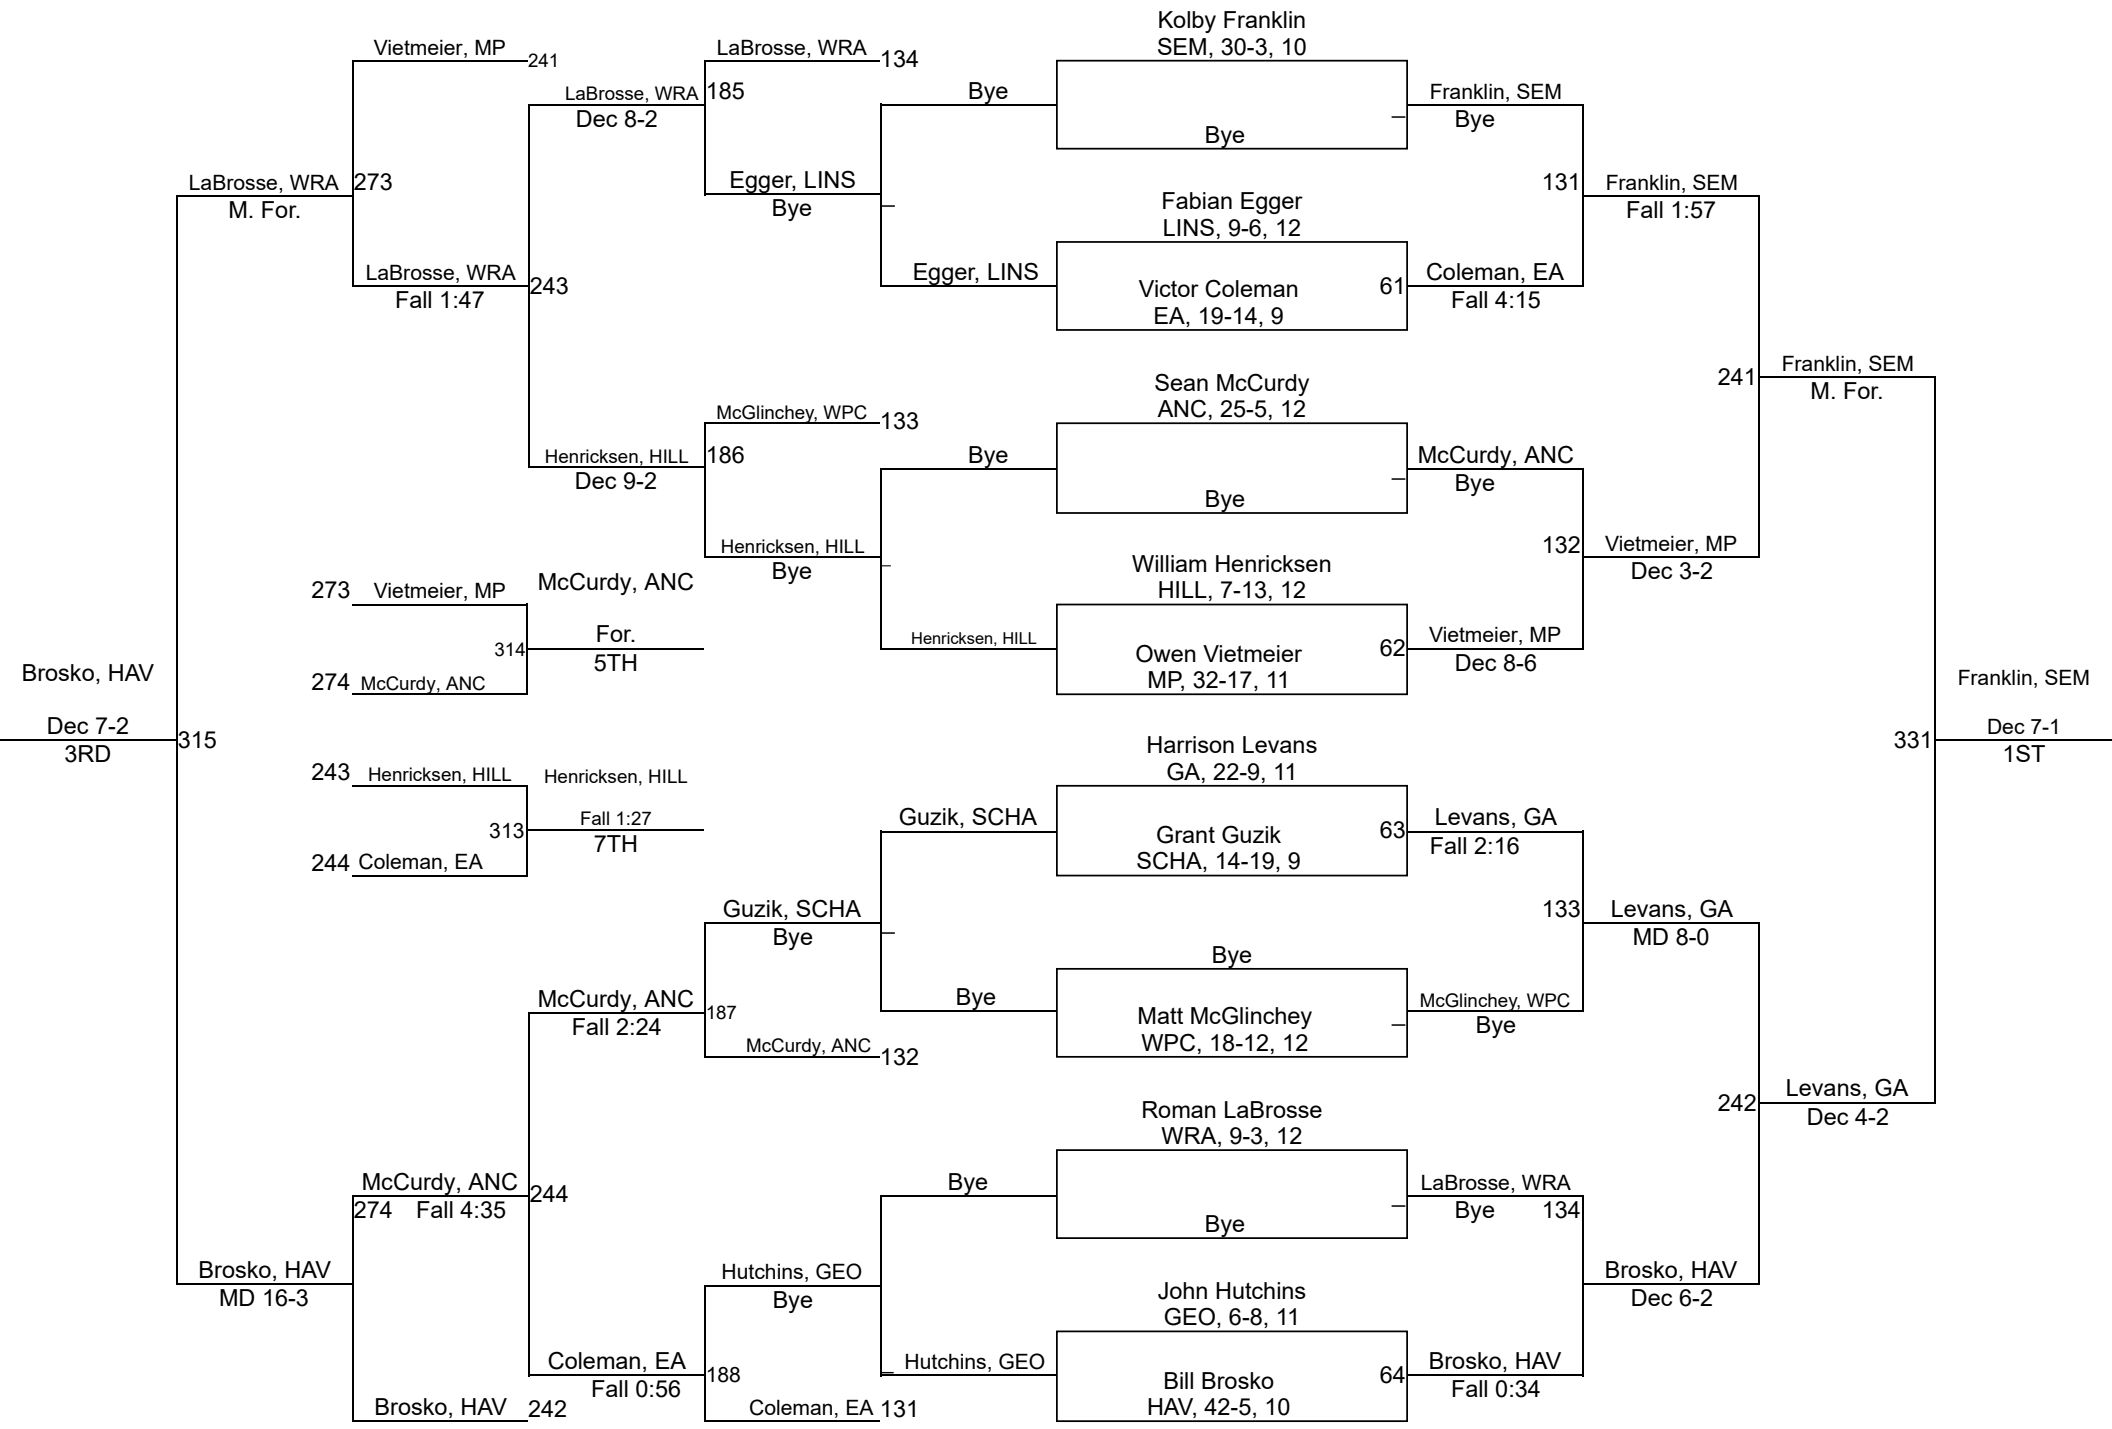 Kolby Franklin
SEM, 30-3, 10
Vietmeier, MP
241
LaBrosse, WRA
134
LaBrosse, WRA
185
Dec 8-2
Bye
Franklin, SEM
Bye
Bye
Egger, LINS
Bye
LaBrosse, WRA
273
M. For.
131
Franklin, SEM
Fall 1:57
Fabian Egger
LINS, 9-6, 12
LaBrosse, WRA
243
Fall 1:47
Egger, LINS
Victor Coleman
EA, 19-14, 9
61
Coleman, EA
Fall 4:15
Sean McCurdy
ANC, 25-5, 12
241
Franklin, SEM
M. For.
McGlinchey, WPC
133
Henricksen, HILL
186
Dec 9-2
Bye
McCurdy, ANC
Bye
Bye
Henricksen, HILL
Bye
132
Vietmeier, MP
Dec 3-2
William Henricksen
HILL, 7-13, 12
273
Vietmeier, MP
McCurdy, ANC
314
For.
5TH
274
McCurdy, ANC
Henricksen, HILL
Owen Vietmeier
MP, 32-17, 11
62
Vietmeier, MP
Dec 8-6
Brosko, HAV
Dec 7-2
3RD
315
Franklin, SEM
331
Dec 7-1
1ST
Harrison Levans
GA, 22-9, 11
243
Henricksen, HILL
Henricksen, HILL
313
Fall 1:27
7TH
244
Coleman, EA
Guzik, SCHA
Grant Guzik
SCHA, 14-19, 9
63
Levans, GA
Fall 2:16
Guzik, SCHA
Bye
133
Levans, GA
MD 8-0
Bye
McCurdy, ANC
187
Fall 2:24
Bye
Matt McGlinchey
WPC, 18-12, 12
McGlinchey, WPC
Bye
McCurdy, ANC
132
242
Levans, GA
Dec 4-2
Roman LaBrosse
WRA, 9-3, 12
McCurdy, ANC
244
274
Fall 4:35
Bye
Bye
LaBrosse, WRA
Bye
134
Brosko, HAV
MD 16-3
Hutchins, GEO
Bye
John Hutchins
GEO, 6-8, 11
Brosko, HAV
Dec 6-2
Coleman, EA
188
Fall 0:56
Hutchins, GEO
Bill Brosko
HAV, 42-5, 10
64
Brosko, HAV
Fall 0:34
Brosko, HAV
242
Coleman, EA
131